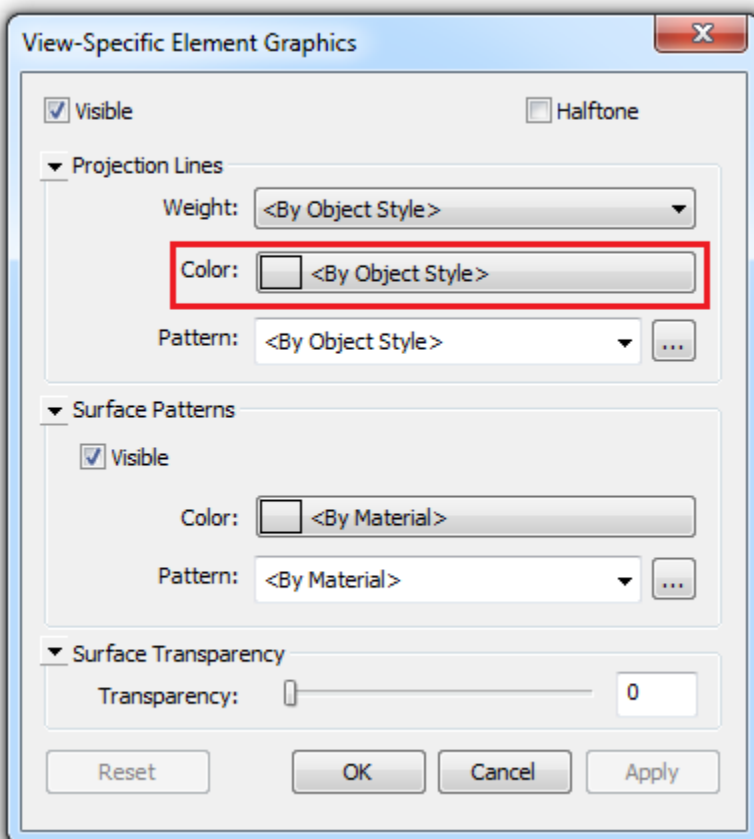 View-Specific Element Graphics
Visible Halftone
Projection Lines
Weight: <By Object Style>
Color: <By Object Style>
Pattern: <By Object Style> ...
Surface Patterns
Visible
Color: <By Material>
Pattern: <By Material> ...
Surface Transparency
Transparency: 0
Reset OK Cancel Apply